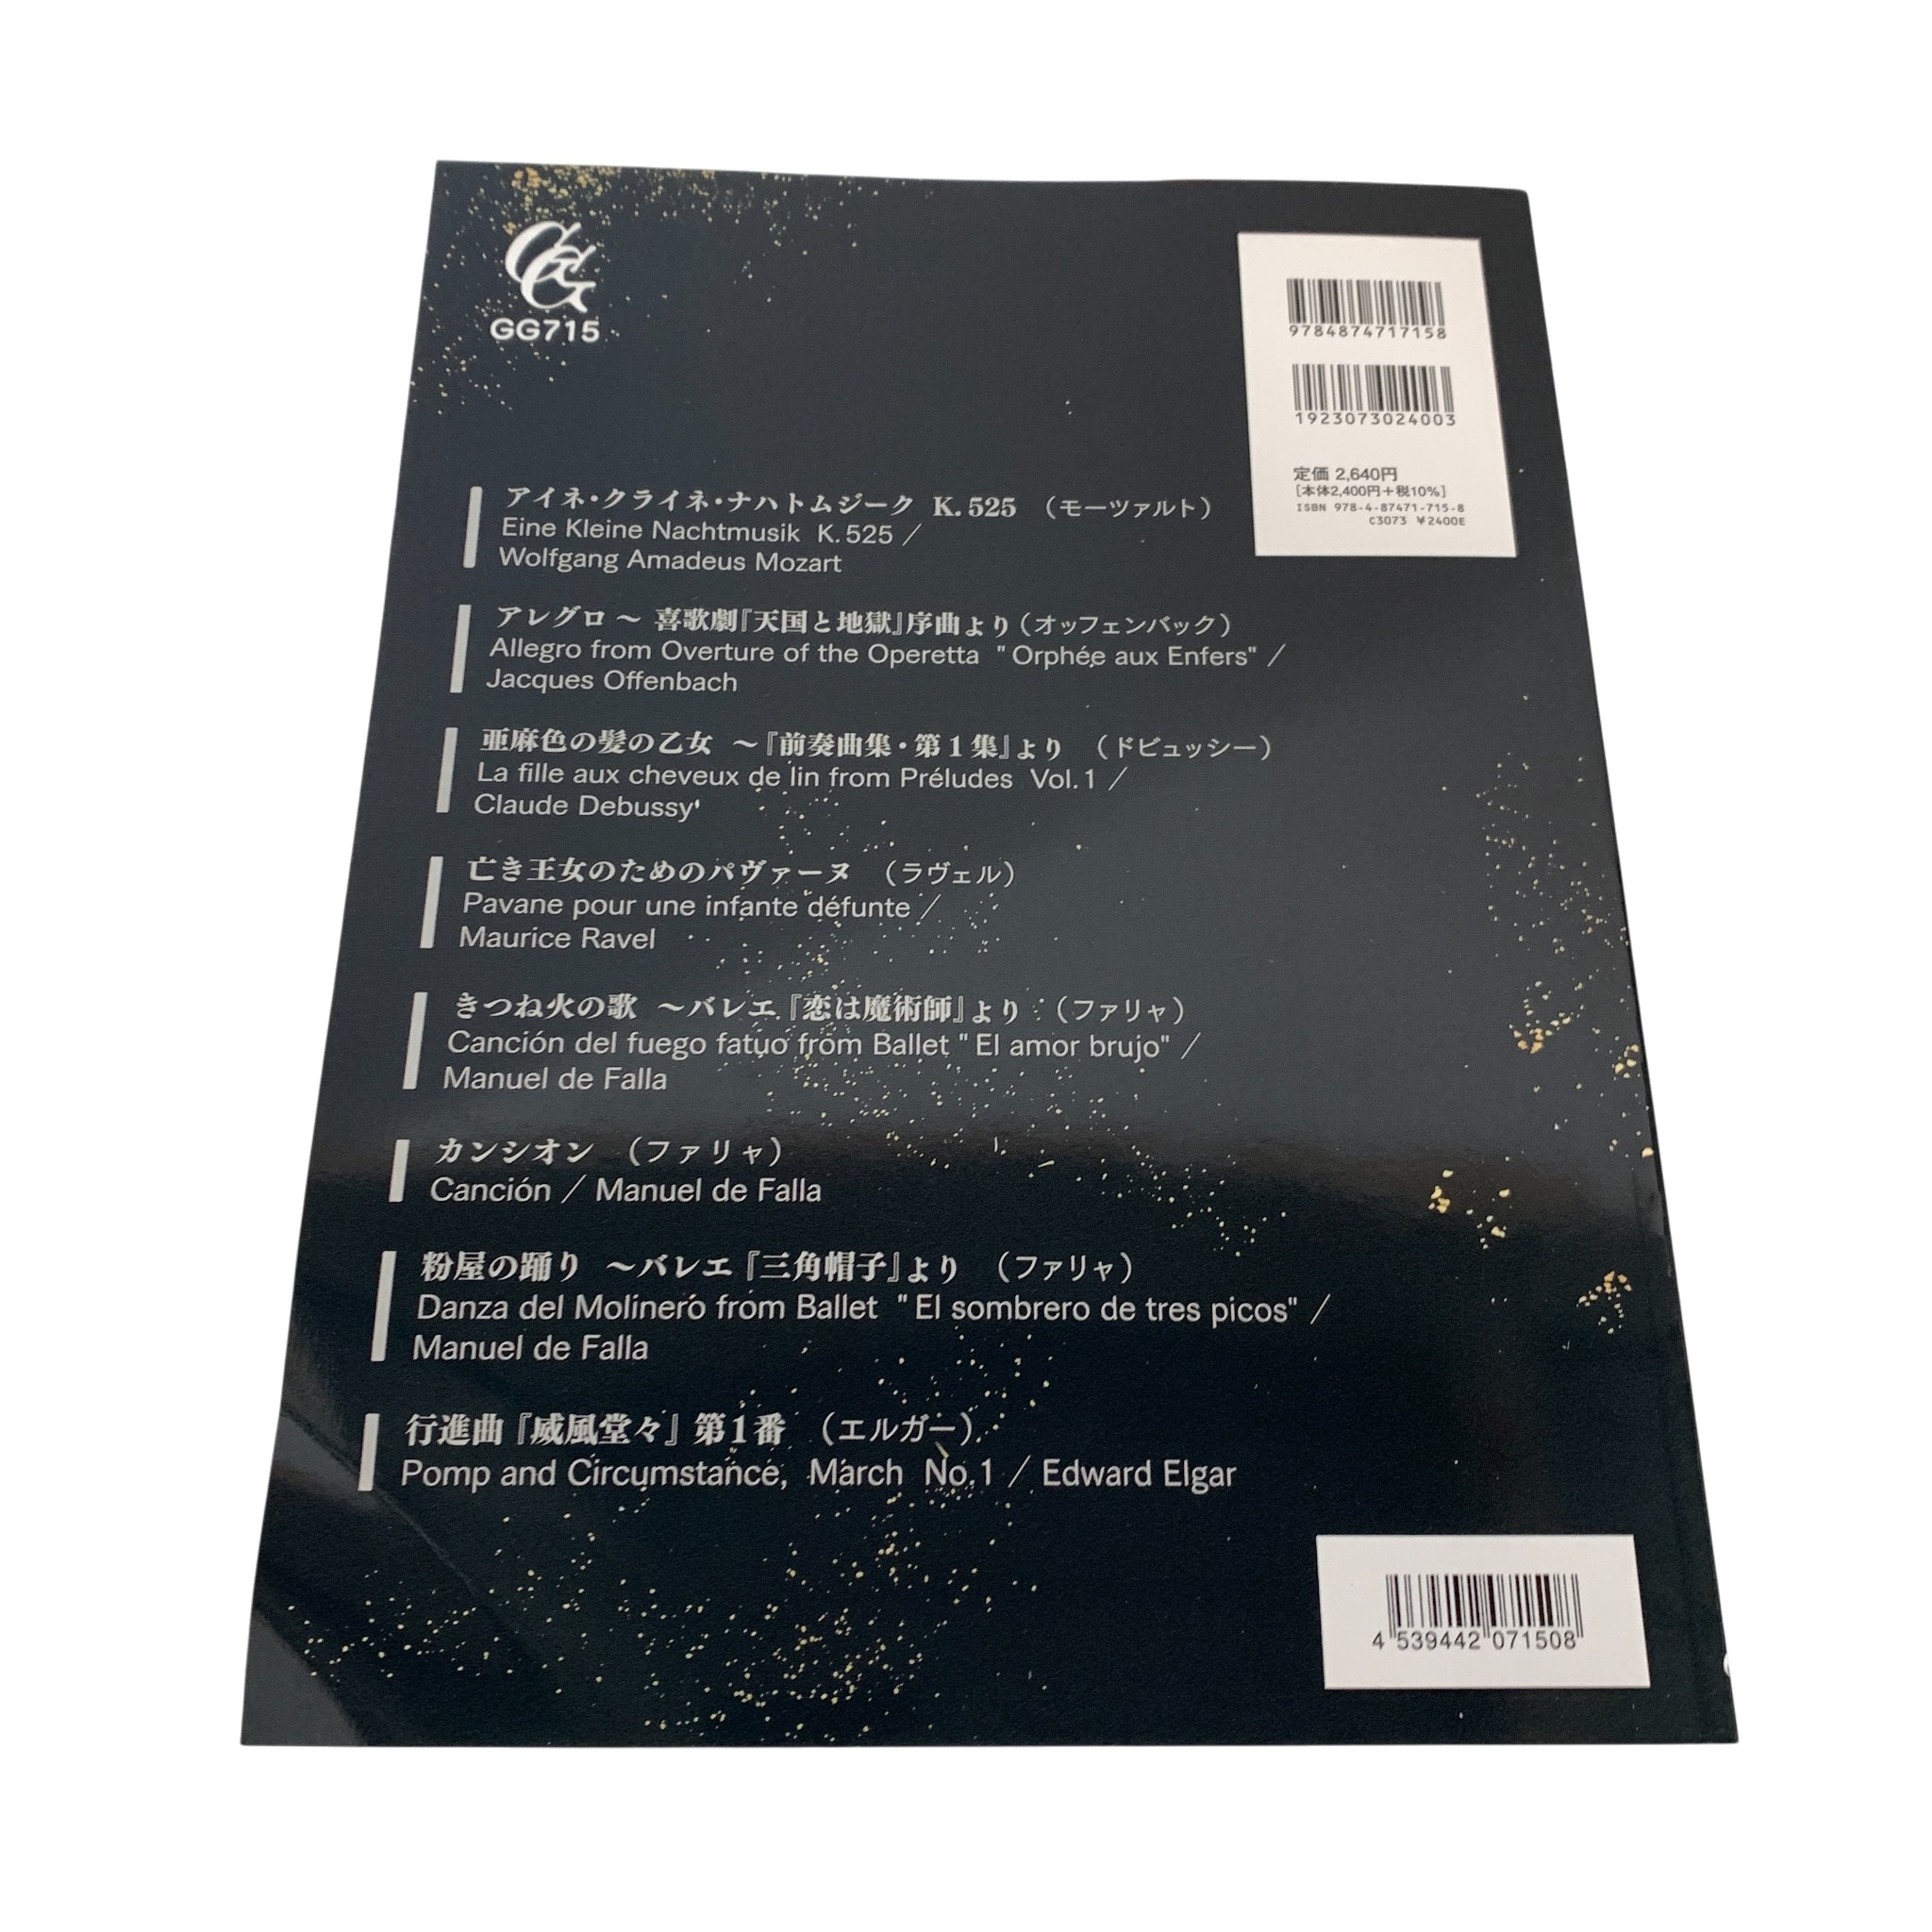 GG
GG715
9784874717158
1923073024003
定価 2,640円
[本体2,400円+税10%]
ISBN 978-4-87471-715-8
C3073 ¥2400E
アイネ・クライネ・ナハトムジーク K.525 （モーツァルト）
Eine Kleine Nachtmusik K.525 /
Wolfgang Amadeus Mozart
アレグロ ～ 喜歌劇『天国と地獄』序曲より（オッフェンバック）
Allegro from Overture of the Operetta "Orphée aux Enfers" /
Jacques Offenbach
亜麻色の髪の乙女 ～『前奏曲集・第1集』より （ドビュッシー）
La fille aux cheveux de lin from Préludes Vol.1 /
Claude Debussy
亡き王女のためのパヴァーヌ （ラヴェル）
Pavane pour une infante défunte /
Maurice Ravel
きつね火の歌 ～バレエ『恋は魔術師』より （ファリャ）
Canción del fuego fatuo from Ballet "El amor brujo" /
Manuel de Falla
カンシオン （ファリャ）
Canción / Manuel de Falla
粉屋の踊り ～バレエ『三角帽子』より （ファリャ）
Danza del Molinero from Ballet "El sombrero de tres picos" /
Manuel de Falla
行進曲『威風堂々』第1番 （エルガー）
Pomp and Circumstance, March No.1 / Edward Elgar
4 539442 071508